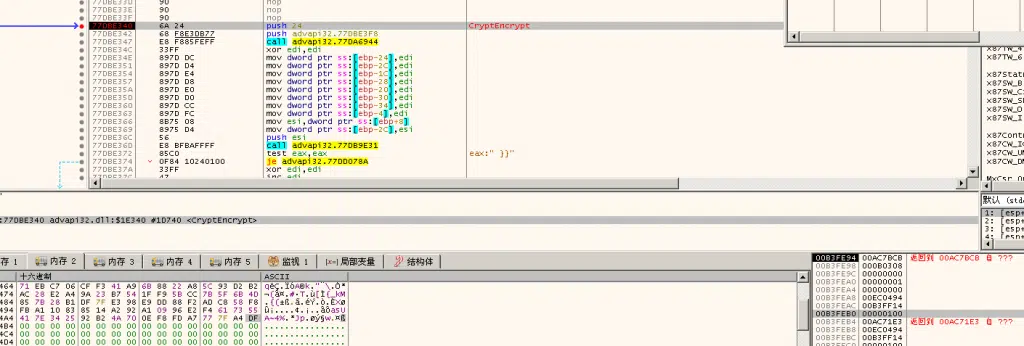 77DBE33D 90 nop
77DBE33E 90 nop
77DBE33F 90 nop
77DBE340 6A 24 push 24 CryptEncrypt
77DBE342 68 F8E3DB77 push advapi32.77DBE3F8
77DBE347 E8 F885FEFF call advapi32.77DA6944
77DBE34C 33FF xor edi,edi
77DBE34E 897D DC mov dword ptr ss:[ebp-24],edi
77DBE351 897D D4 mov dword ptr ss:[ebp-2C],edi
77DBE354 897D E4 mov dword ptr ss:[ebp-1C],edi
77DBE357 897D D8 mov dword ptr ss:[ebp-28],edi
77DBE35A 897D E0 mov dword ptr ss:[ebp-20],edi
77DBE35D 897D D0 mov dword ptr ss:[ebp-30],edi
77DBE360 897D CC mov dword ptr ss:[ebp-34],edi
77DBE363 897D FC mov dword ptr ss:[ebp-4],edi
77DBE366 8B75 08 mov esi,dword ptr ss:[ebp+8]
77DBE369 8975 D4 mov dword ptr ss:[ebp-2C],esi
77DBE36C 56 push esi
77DBE36D E8 BFBAFFFF call advapi32.77DB9E31
77DBE372 85C0 test eax,eax eax:" }}"
77DBE374 0F84 10240100 je advapi32.77DD078A
77DBE37A 33FF xor edi,edi
47 inc edi
x87TW_4
x87TW_6
x87Stat
x87SW_B
x87SW_C
x87SW_S
x87SW_O
x87SW_I
x87Cont
x87CW_I
x87CW_U
x87CW_D
MxCsr
默认 (std
1: [esp+
2: [esp+
3: [esp+
4: [esp+
:77DBE340 advapi32.dll:$1E340 #1D740 <CryptEncrypt>
存 1 内存 2 内存 3 内存 4 内存 5 监视 1 [x=] 局部变量 结构体
十六进制 ASCII
464 71 EB C7 06 CF F3 41 A9 6B 88 22 A8 5C 93 D2 B2
474 AC 28 E2 A4 9A 23 B7 54 1F F9 5B CC 7B 5F 6B 4D
484 85 7B 28 B1 DF 7F E3 98 E9 DD 88 F2 AD C8 58 F8
494 FB A1 10 83 85 14 A2 92 A1 09 96 E2 F4 61 73 55
4A4 41 7E 34 25 92 B2 4A 70 0E F8 FD A7 77 7F A4 DF
4B4 00 00 00 00 00 00 00 00 00 00 00 00 00 00 00 00
4C4 00 00 00 00 00 00 00 00 00 00 00 00 00 00 00 00
4D4 00 00 00 00 00 00 00 00 00 00 00 00 00 00 00 00
00B3FE94 00AC7BCB 返回到 00AC7BCB 自 ???
00B3FE98 000B0308
00B3FE9C 00000000
00B3FEA0 00000001
00B3FEA4 00000000
00B3FEA8 00EC0494
00B3FEAC 00B3FF14
00B3FEB0 00000100
00B3FEB4 00AC71E3 返回到 00AC71E3 自 ???
00B3FEB8 00EC0494
00B3FEBC 00B3FF14
00000100